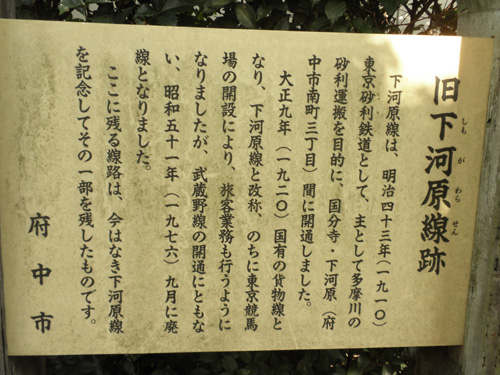 旧下河原線跡
しもがわらせん
下河原線は、明治四十三年(一九一〇)
東京砂利鉄道として、主として多摩川の
砂利運搬を目的に、国分寺・下河原(府
中市南町三丁目)間に開通しました。
大正九年(一九二〇)国有の貨物線と
なり、下河原線と改称、のちに東京競馬
場の開設により、旅客業務も行うように
なりましたが、武蔵野線の開通にともな
い、昭和五十一年(一九七六)九月に廃
線となりました。
ここに残る線路は、今はなき下河原線
を記念してその一部を残したものです。
府中市